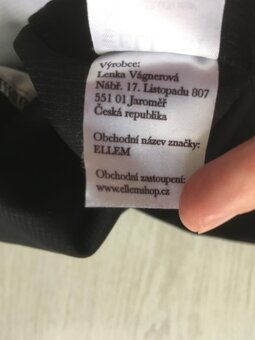 Výrobce:
Lenka Vágnerová
Nábř. 17. Listopadu 807
551 01 Jaroměř
Česká republika
Obchodní název značky:
ELLEM
Obchodní zastoupení:
www.ellemshop.cz